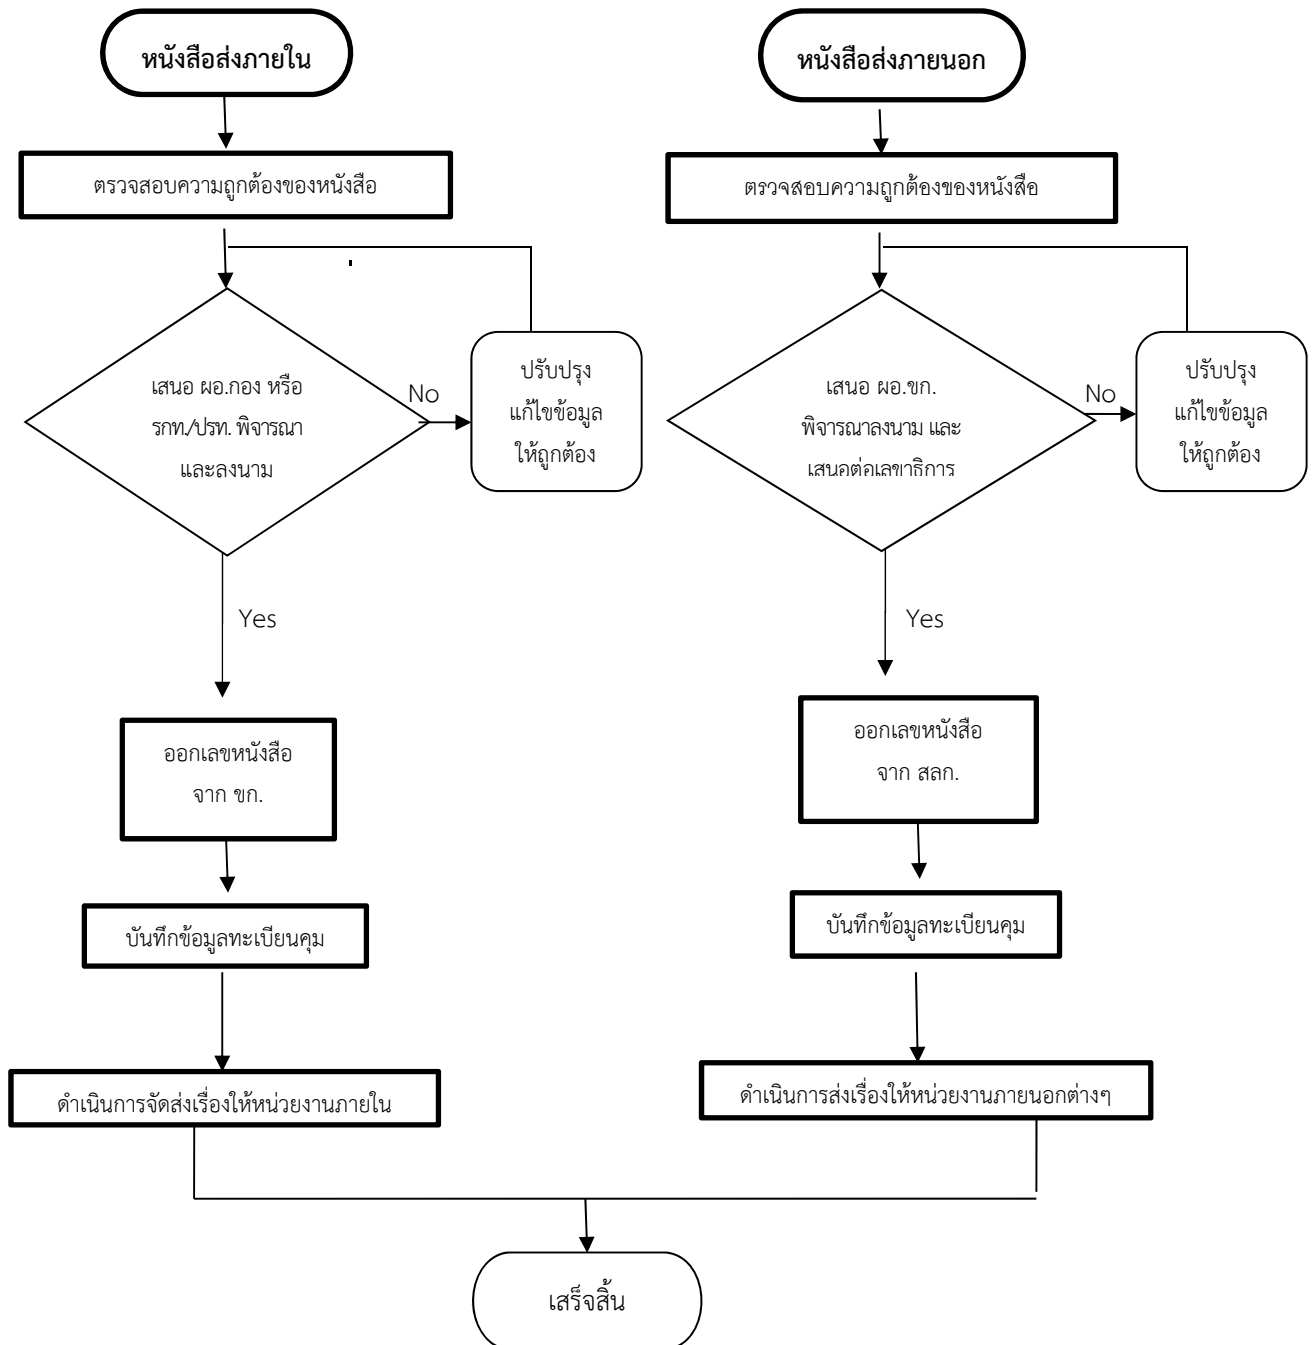 หนังสือส่งภายใน
ตรวจสอบความถูกต้องของหนังสือ
เสนอ ผอ.กอง หรือ
รกท./ปรท. พิจารณา
และลงนาม
No
ปรับปรุง
แก้ไขข้อมูล
ให้ถูกต้อง
Yes
ออกเลขหนังสือ
จาก ขก.
บันทึกข้อมูลทะเบียนคุม
ดำเนินการจัดส่งเรื่องให้หน่วยงานภายใน
หนังสือส่งภายนอก
ตรวจสอบความถูกต้องของหนังสือ
เสนอ ผอ.ขก.
พิจารณาลงนาม และ
เสนอต่อเลขาธิการ
No
ปรับปรุง
แก้ไขข้อมูล
ให้ถูกต้อง
Yes
ออกเลขหนังสือ
จาก สลก.
บันทึกข้อมูลทะเบียนคุม
ดำเนินการส่งเรื่องให้หน่วยงานภายนอกต่างๆ
เสร็จสิ้น